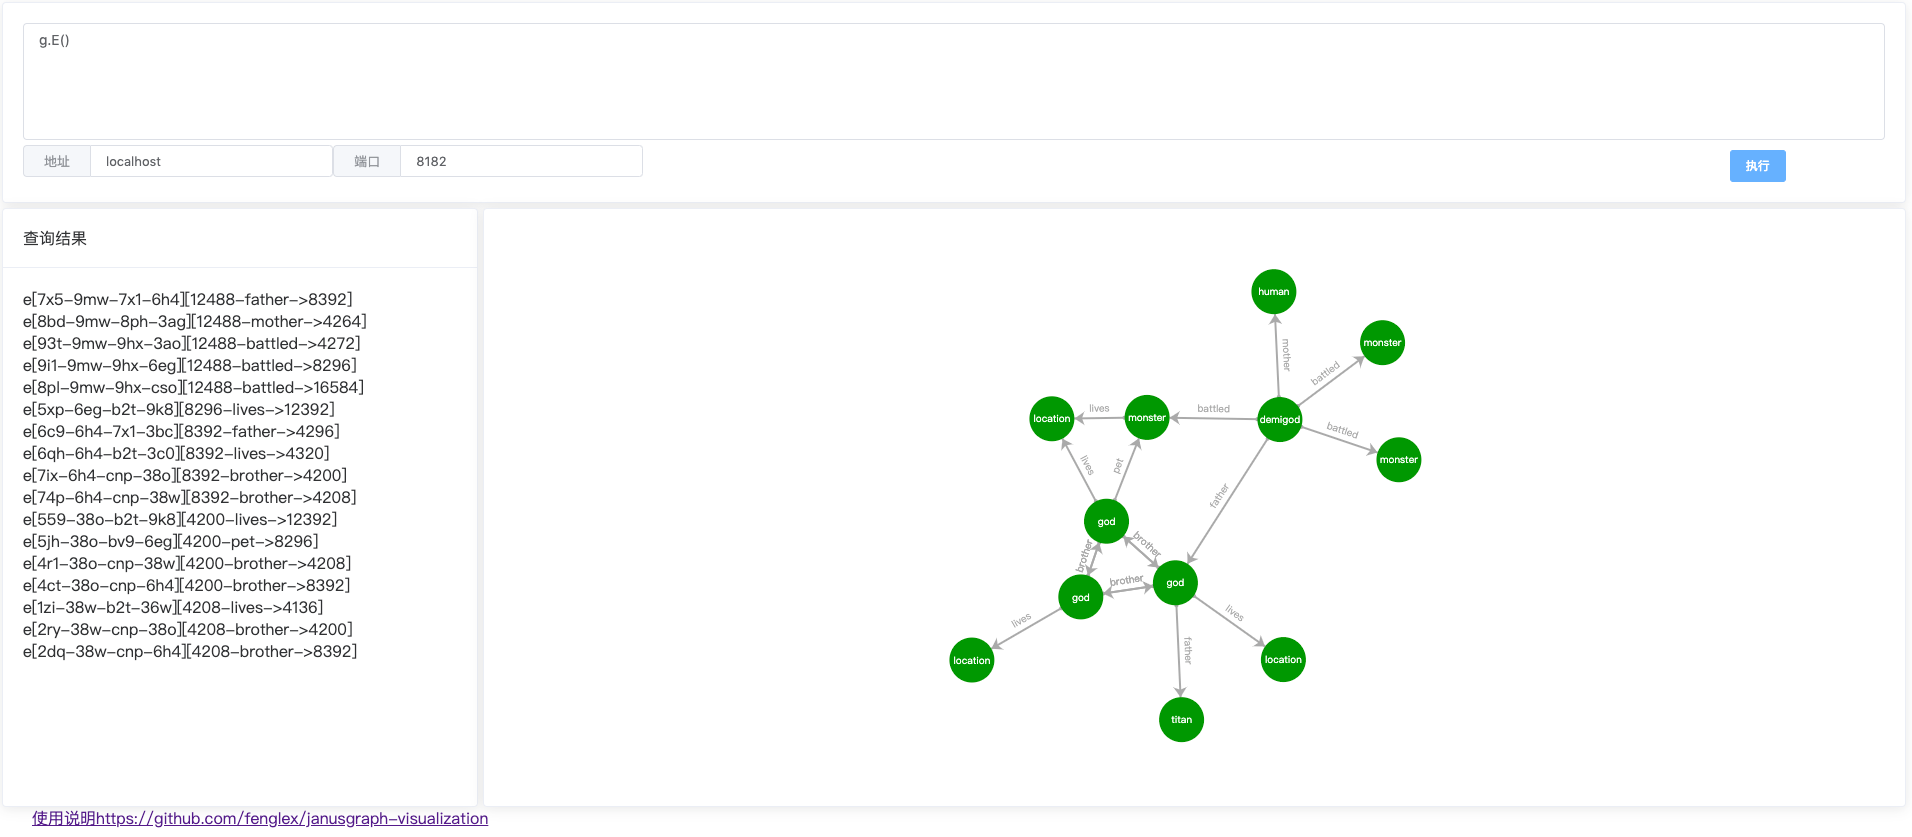 g.E()
地址 localhost 端口 8182 执行
查询结果
e[7x5-9mw-7x1-6h4][12488-father->8392]
e[8bd-9mw-8ph-3ag][12488-mother->4264]
e[93t-9mw-9hx-3ao][12488-battled->4272]
e[9i1-9mw-9hx-6eg][12488-battled->8296]
e[8pl-9mw-9hx-cso][12488-battled->16584]
e[5xp-6eg-b2t-9k8][8296-lives->12392]
e[6c9-6h4-7x1-3bc][8392-father->4296]
e[6qh-6h4-b2t-3c0][8392-lives->4320]
e[7ix-6h4-cnp-38o][8392-brother->4200]
e[74p-6h4-cnp-38w][8392-brother->4208]
e[559-38o-b2t-9k8][4200-lives->12392]
e[5jh-38o-bv9-6eg][4200-pet->8296]
e[4r1-38o-cnp-38w][4200-brother->4208]
e[4ct-38o-cnp-6h4][4200-brother->8392]
e[1zi-38w-b2t-36w][4208-lives->4136]
e[2ry-38w-cnp-38o][4208-brother->4200]
e[2dq-38w-cnp-6h4][4208-brother->8392]
human
mother
monster
battled
location
lives
monster
battled
demigod
battled
monster
lives
pet
father
god
brother
brother
god
brother
god
lives
lives
father
location
location
titan
使用说明https://github.com/fenglex/janusgraph-visualization